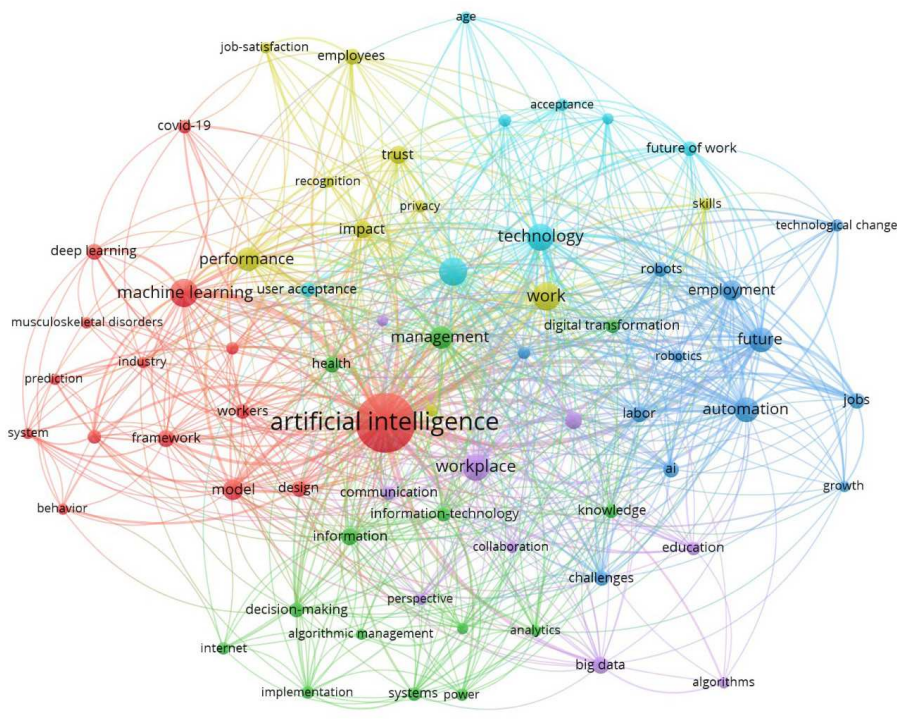 age
job-satisfaction
employees
acceptance
covid-19
future of work
trust
recognition
privacy
skills
impact
technological change
technology
deep learning
performance
robots
user acceptance
employment
machine learning
work
musculoskeletal disorders
digital transformation
management
future
industry
health
robotics
prediction
jobs
workers
labor
automation
artificial intelligence
system
framework
workplace
ai
model
design
communication
growth
behavior
information-technology
knowledge
information
collaboration
education
challenges
perspective
decision-making
algorithmic management
analytics
internet
big data
algorithms
implementation
systems
power